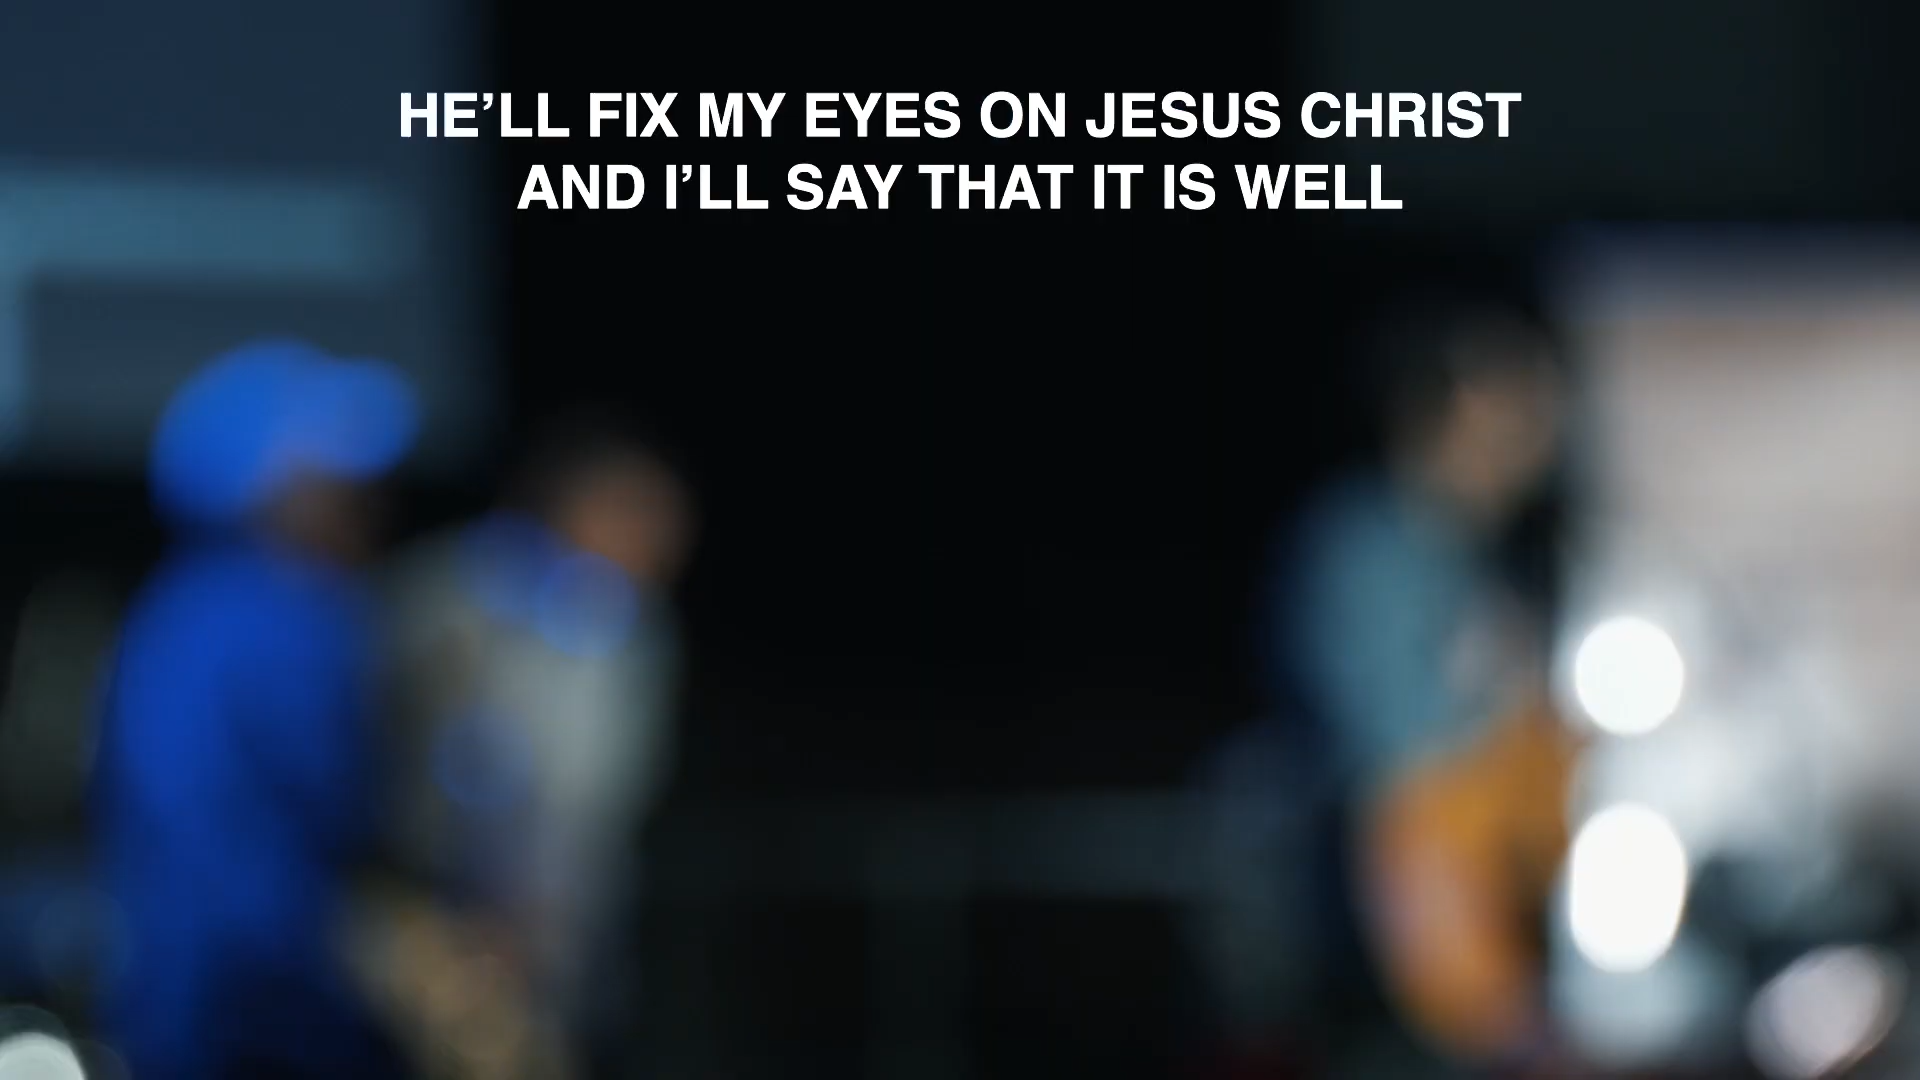 HE’LL FIX MY EYES ON JESUS CHRIST
AND I’LL SAY THAT IT IS WELL